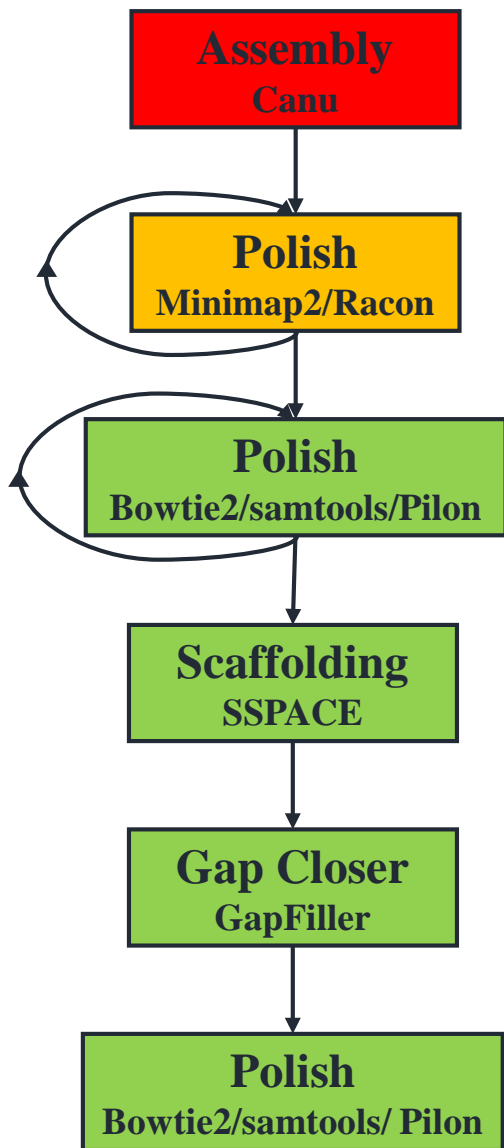 Assembly
Canu
Polish
Minimap2/Racon
Polish
Bowtie2/samtools/Pilon
Scaffolding
SSPACE
Gap Closer
GapFiller
Polish
Bowtie2/samtools/ Pilon